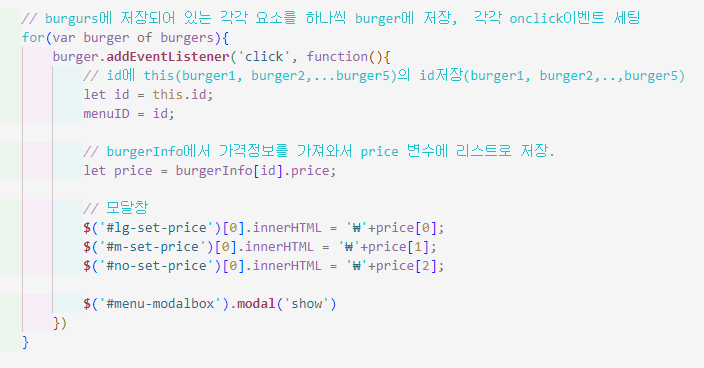 // burgurs에 저장되어 있는 각각 요소를 하나씩 burger에 저장,  각각 onclick이벤트 세팅
for(var burger of burgers){
    burger.addEventListener('click', function(){
        // id에 this(burger1, burger2,...burger5)의 id저장(burger1, burger2,..,burger5)
        let id = this.id;
        menuID = id;

        // burgerInfo에서 가격정보를 가져와서 price 변수에 리스트로 저장.
        let price = burgerInfo[id].price;

        // 모달창
        $('#lg-set-price')[0].innerHTML = '₩'+price[0];
        $('#m-set-price')[0].innerHTML = '₩'+price[1];
        $('#no-set-price')[0].innerHTML = '₩'+price[2];

        $('#menu-modalbox').modal('show')
    })
}